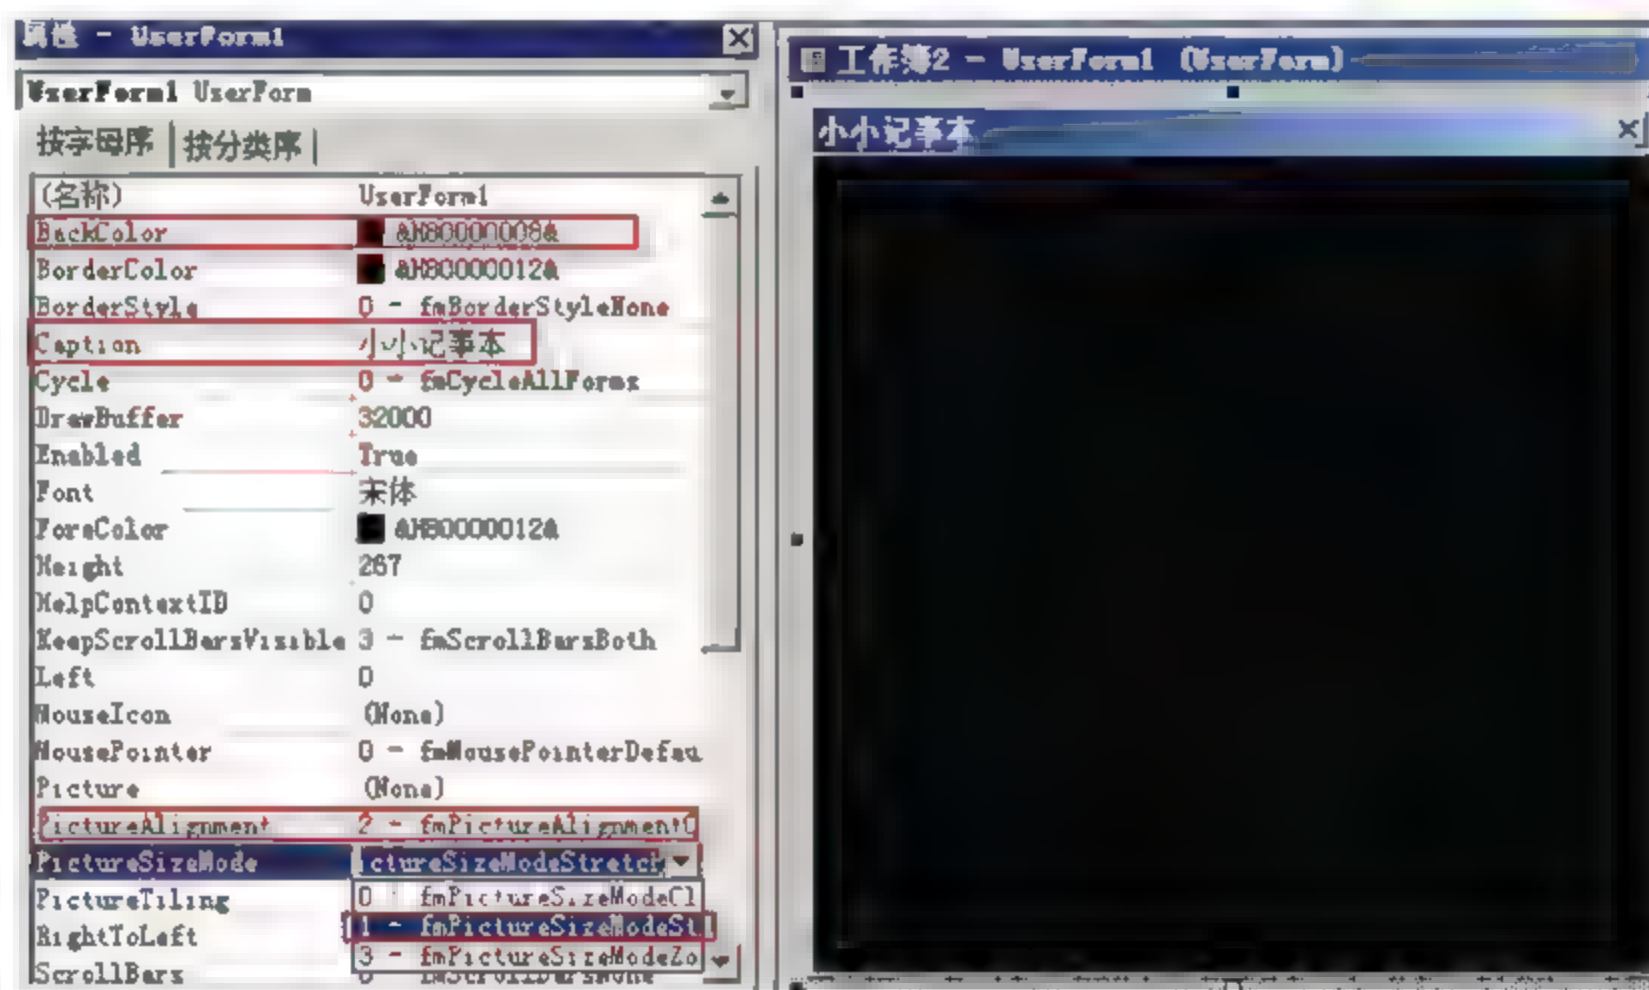 属性 - UserForm1
UserForm1 UserForm
按字母序 按分类序
(名称) UserForm1
BackColor &H80000008&
BorderColor &H80000012&
BorderStyle 0 - fmBorderStyleNone
Caption 小小记事本
Cycle 0 - fmCycleAllForms
DrawBuffer 32000
Enabled True
Font 宋体
ForeColor &H80000012&
Height 267
HelpContextID 0
KeepScrollBarsVisible 3 - fmScrollBarsBoth
Left 0
MouseIcon (None)
MousePointer 0 - fmMousePointerDefau
Picture (None)
PictureAlignment 2 - fmPictureAlignmentC
PictureSizeMode ctureSizeModeStretch
PictureTiling 0 - fmPictureSizeModeCl
1 - fmPictureSizeModeSt
RightToLeft
3 - fmPictureSizeModeZo
ScrollBars 0 - fmScrollBarsNone
工作簿2 - UserForm1 (UserForm)
小小记事本